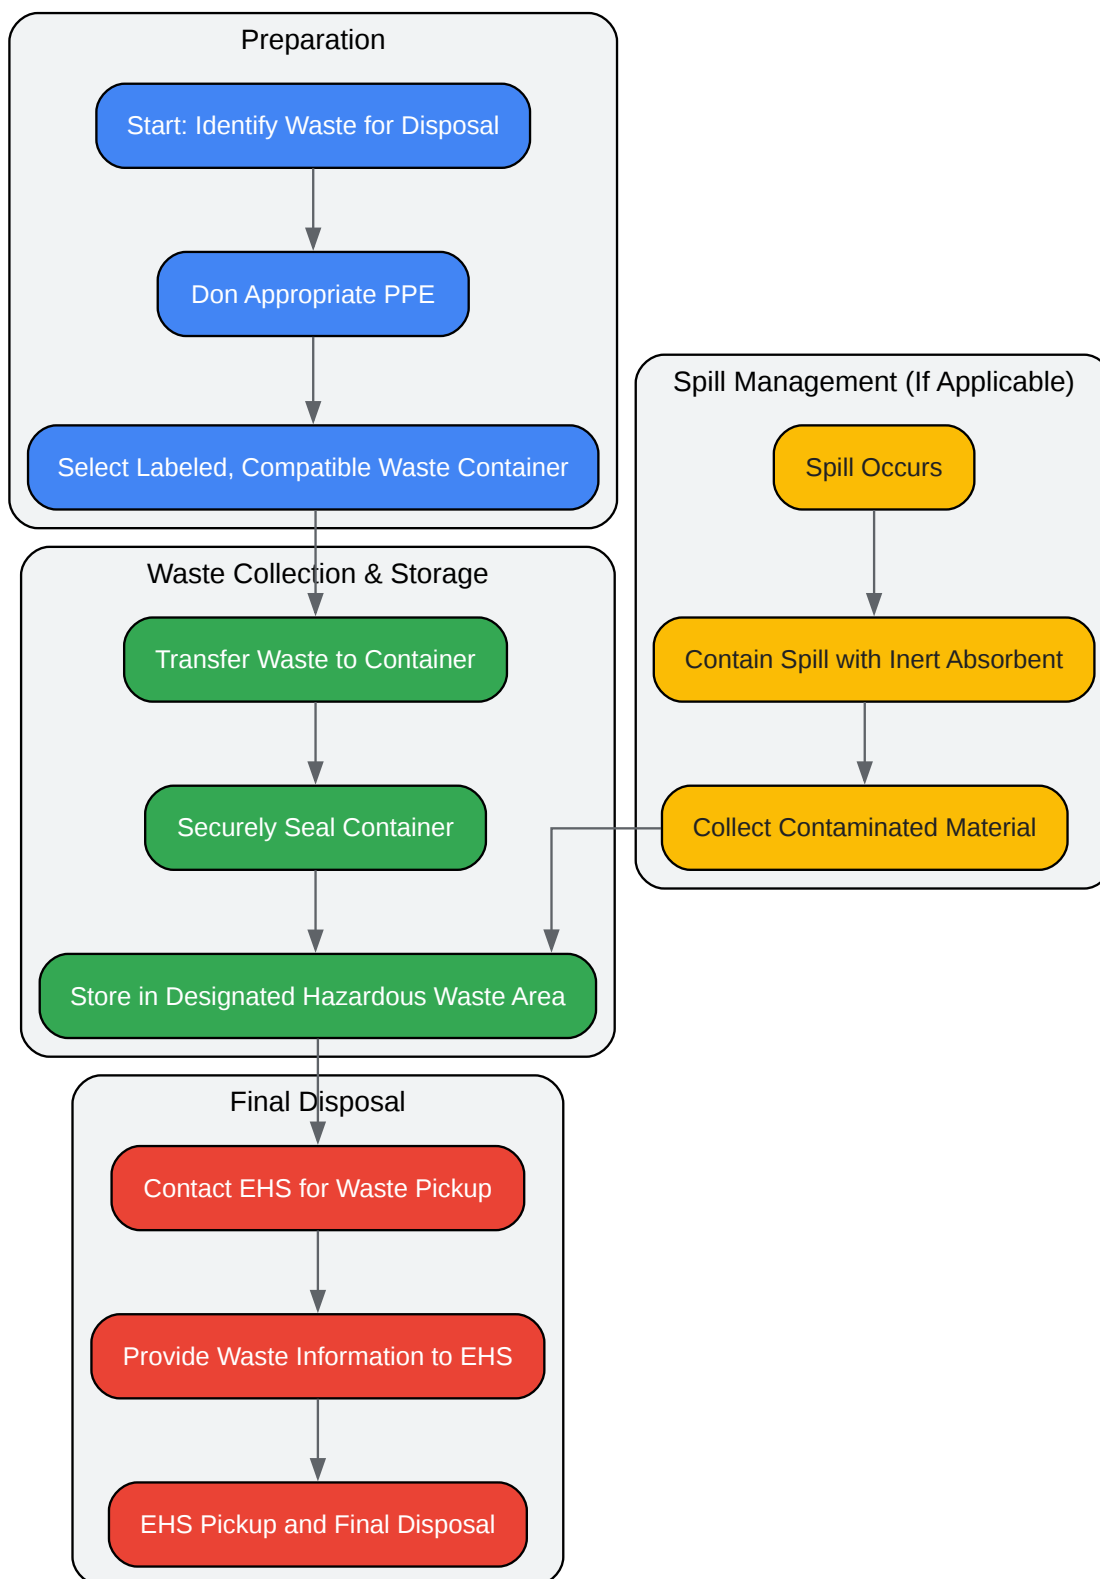 Preparation
Start: Identify Waste for Disposal
Don Appropriate PPE
Select Labeled, Compatible Waste Container
Spill Management (If Applicable)
Spill Occurs
Contain Spill with Inert Absorbent
Collect Contaminated Material
Waste Collection & Storage
Transfer Waste to Container
Securely Seal Container
Store in Designated Hazardous Waste Area
Final Disposal
Contact EHS for Waste Pickup
Provide Waste Information to EHS
EHS Pickup and Final Disposal